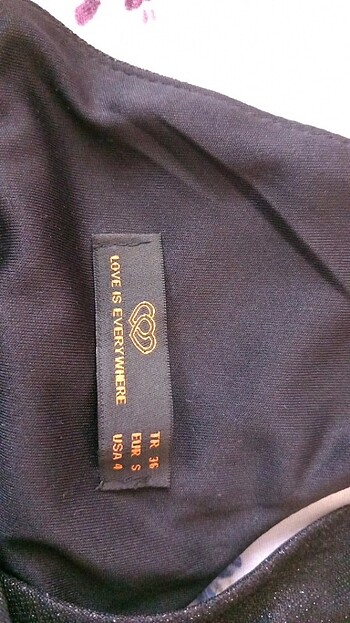 LOVE IS EVERYWHERE
TR 36
EUR S
USA 4